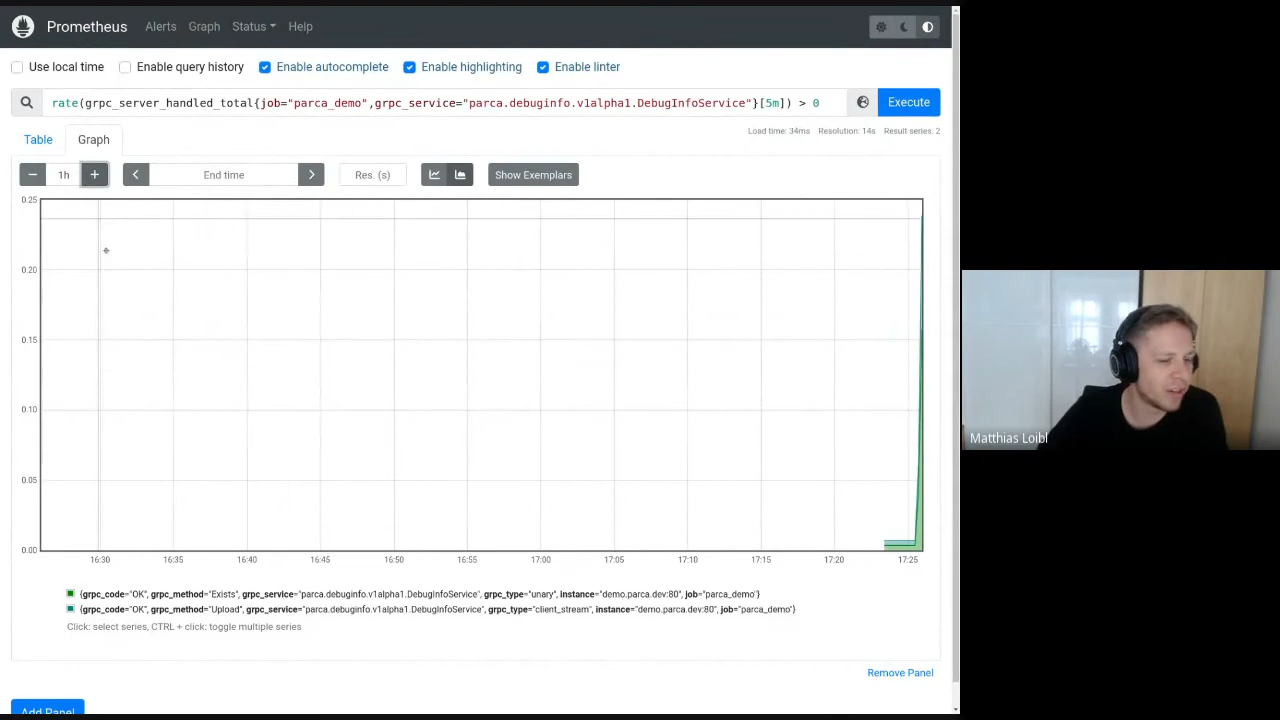 Prometheus Alerts Graph Status Help
Use local time Enable query history Enable autocomplete Enable highlighting Enable linter
rate(grpc_server_handled_total{job="parca_demo",grpc_service="parca.debuginfo.v1alpha1.DebugInfoService"}[5m]) > 0 Execute
Load time: 34ms Resolution: 14s Result series: 2
Table Graph
1h End time Res. (s) Show Exemplars
0.25
0.20
0.15
0.10
0.05
0.00
16:30 16:35 16:40 16:45 16:50 16:55 17:00 17:05 17:10 17:15 17:20 17:25
{grpc_code="OK", grpc_method="Exists", grpc_service="parca.debuginfo.v1alpha1.DebugInfoService", grpc_type="unary", instance="demo.parca.dev:80", job="parca_demo"}
{grpc_code="OK", grpc_method="Upload", grpc_service="parca.debuginfo.v1alpha1.DebugInfoService", grpc_type="client_stream", instance="demo.parca.dev:80", job="parca_demo"}
Click: select series, CTRL + click: toggle multiple series
Remove Panel
Add Panel
Matthias Loibl